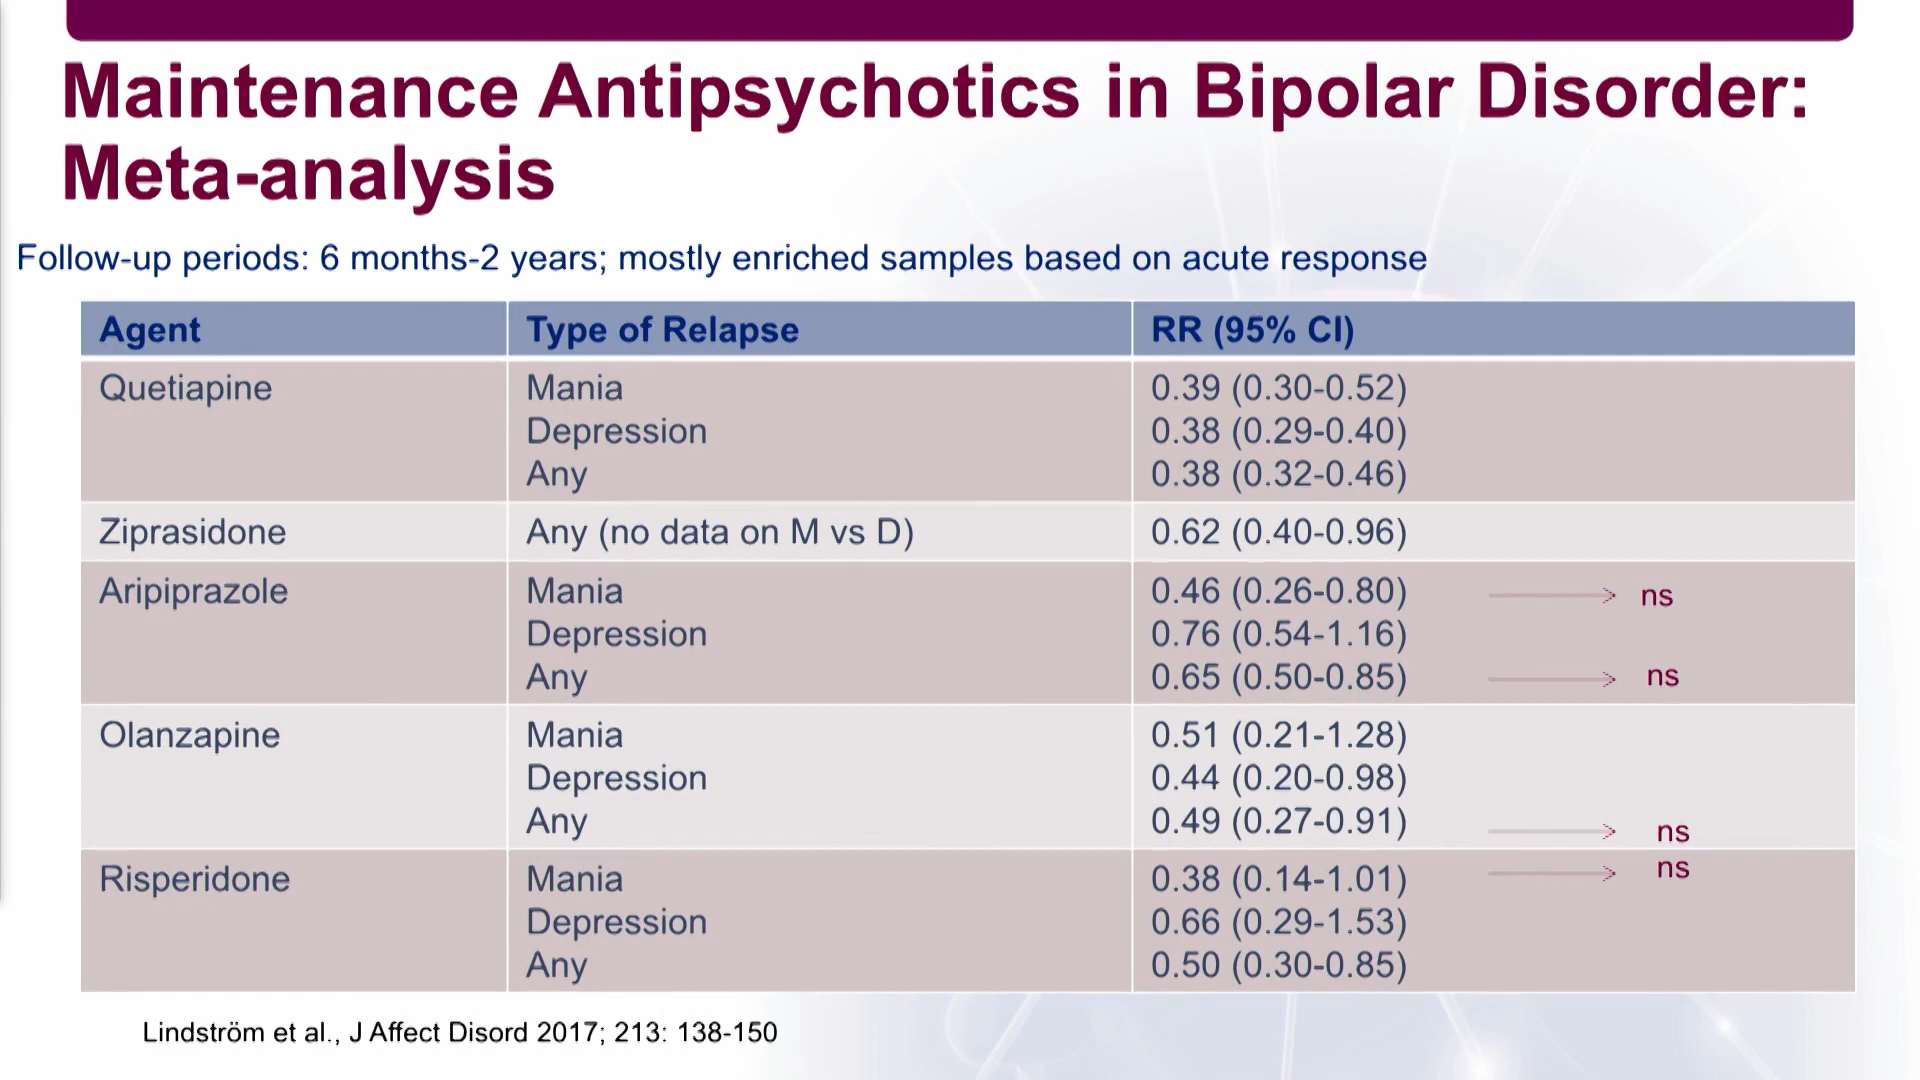 Maintenance Antipsychotics in Bipolar Disorder:
Meta-analysis
Follow-up periods: 6 months-2 years; mostly enriched samples based on acute response
Agent Type of Relapse RR (95% CI)
Quetiapine Mania 0.39 (0.30-0.52)
Depression 0.38 (0.29-0.40)
Any 0.38 (0.32-0.46)
Ziprasidone Any (no data on M vs D) 0.62 (0.40-0.96)
Aripiprazole Mania 0.46 (0.26-0.80) ns
Depression 0.76 (0.54-1.16)
Any 0.65 (0.50-0.85) ns
Olanzapine Mania 0.51 (0.21-1.28)
Depression 0.44 (0.20-0.98)
Any 0.49 (0.27-0.91) ns
Risperidone Mania 0.38 (0.14-1.01) ns
Depression 0.66 (0.29-1.53)
Any 0.50 (0.30-0.85)
Lindström et al., J Affect Disord 2017; 213: 138-150